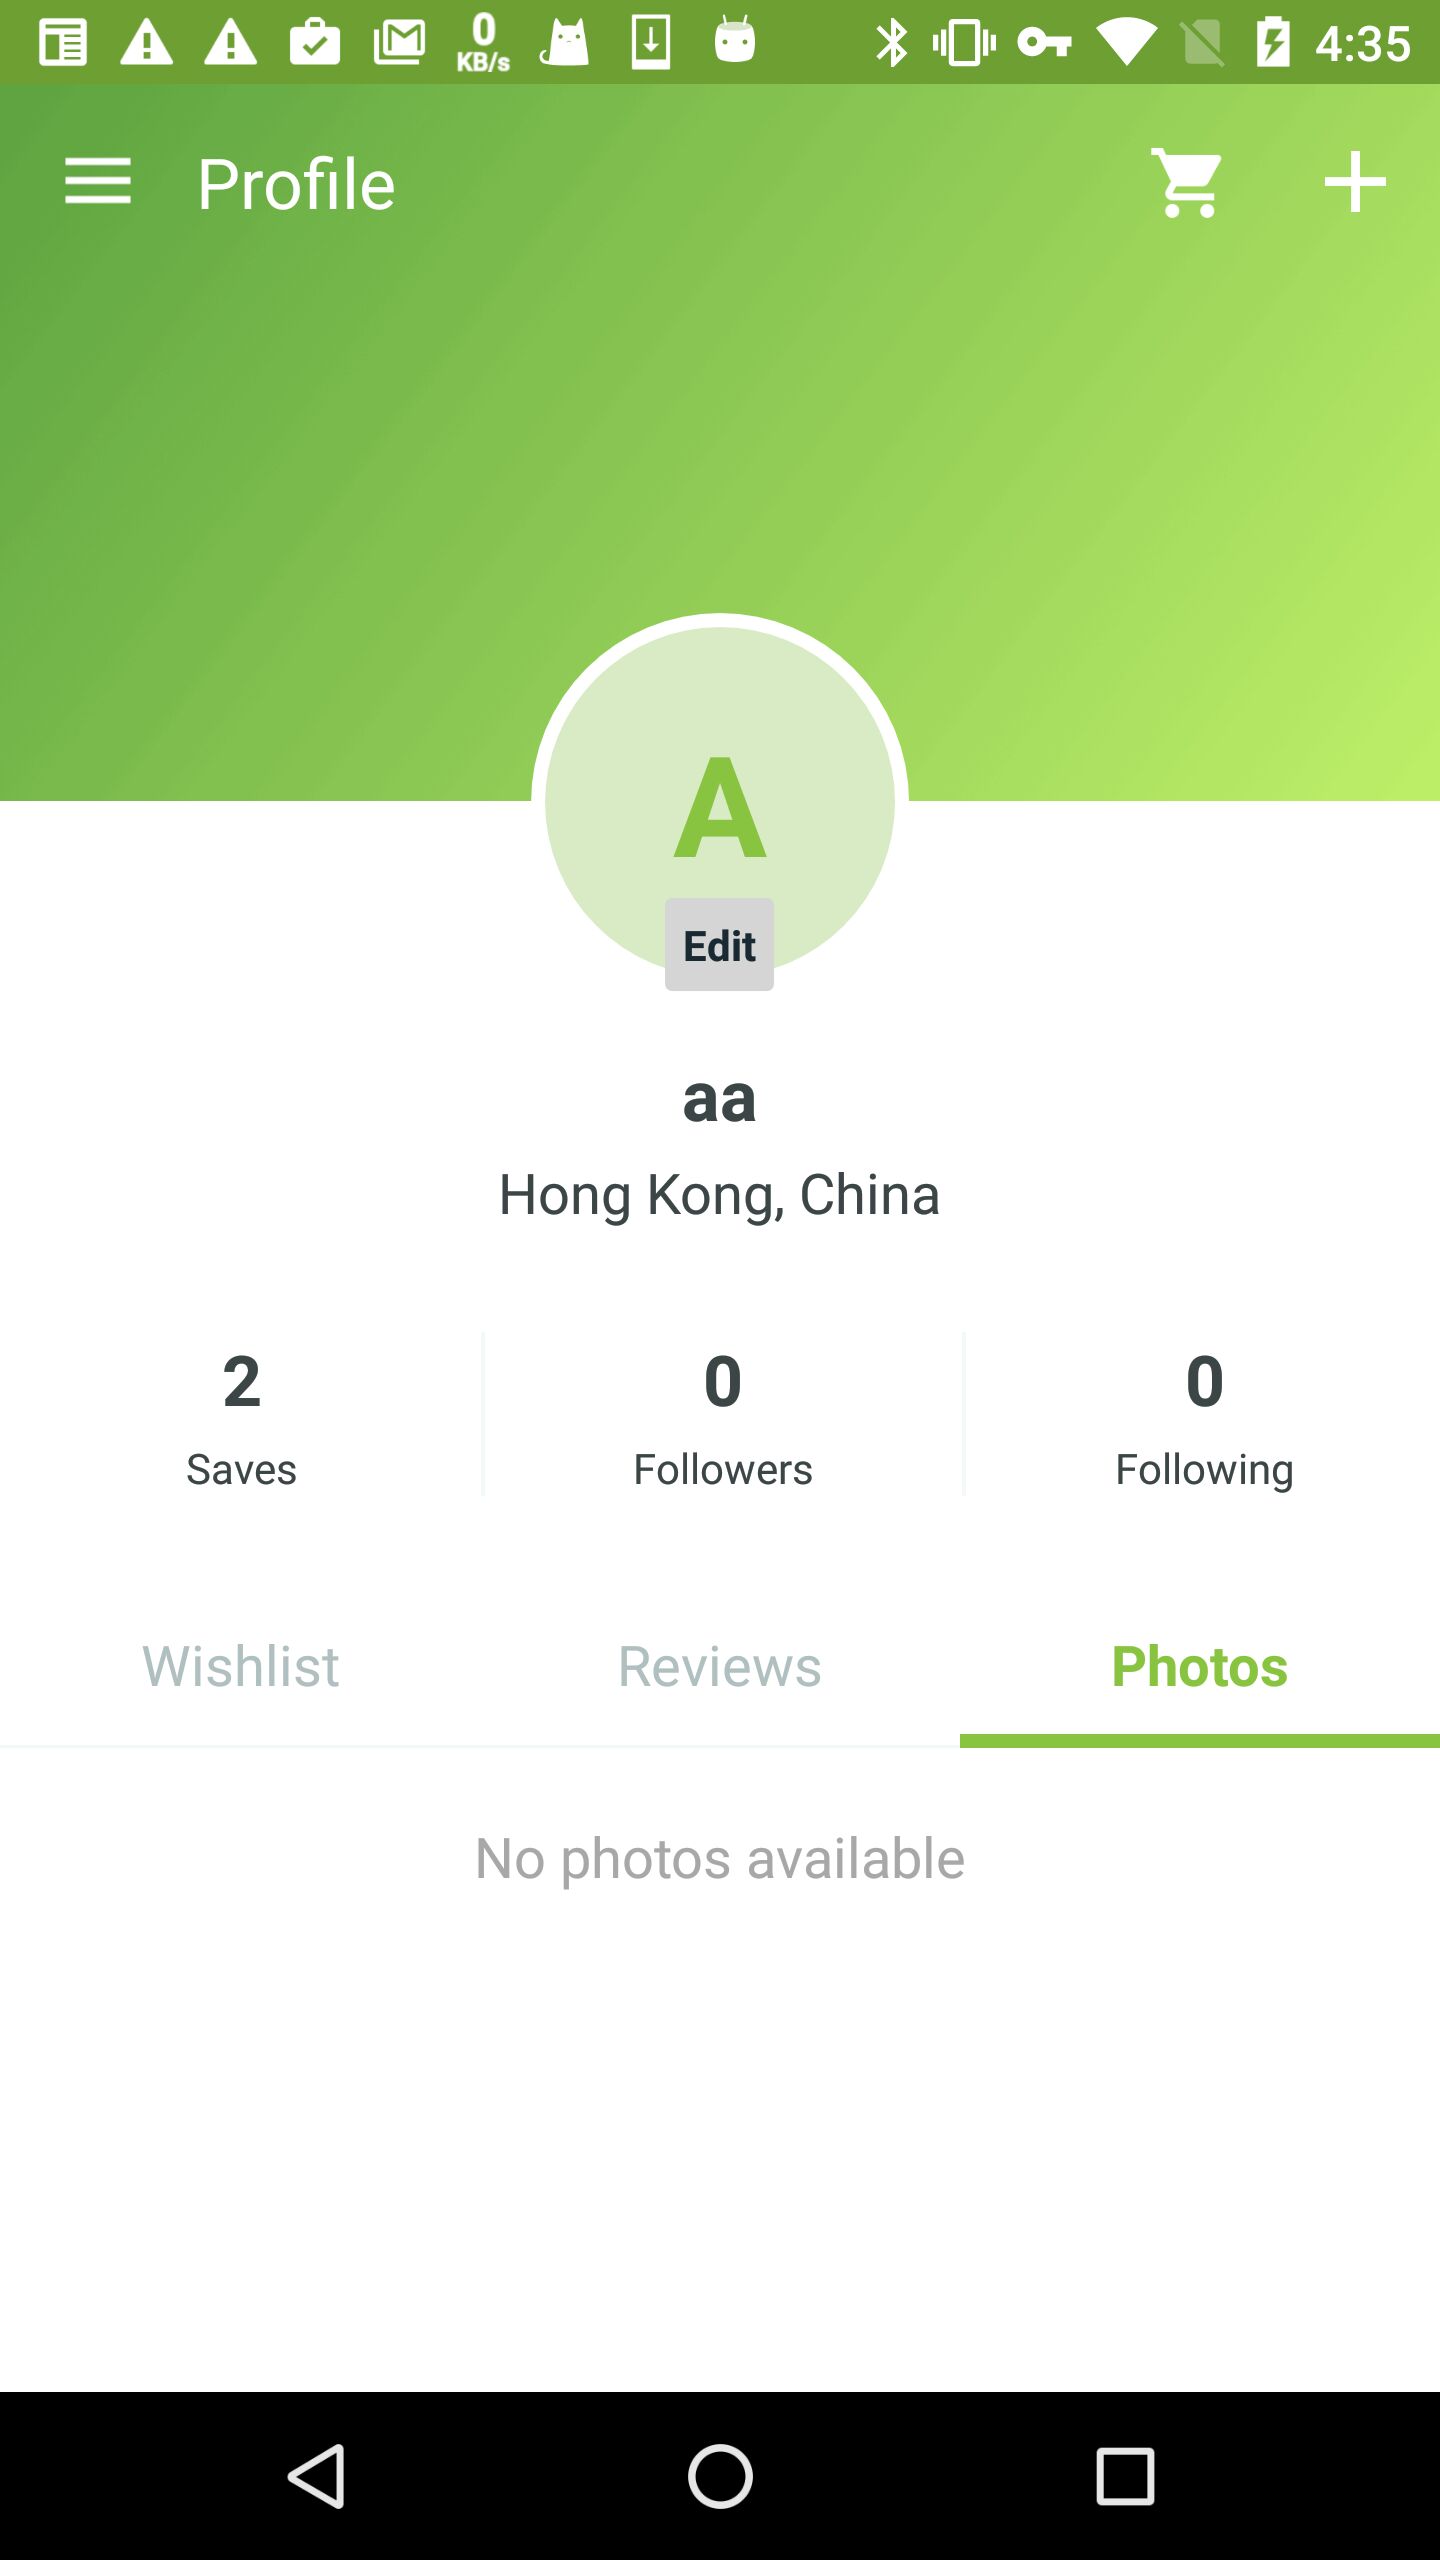 0
KB/s
4:35
Profile
A
Edit
aa
Hong Kong, China
2
0
0
Saves
Followers
Following
Wishlist
Reviews
Photos
No photos available